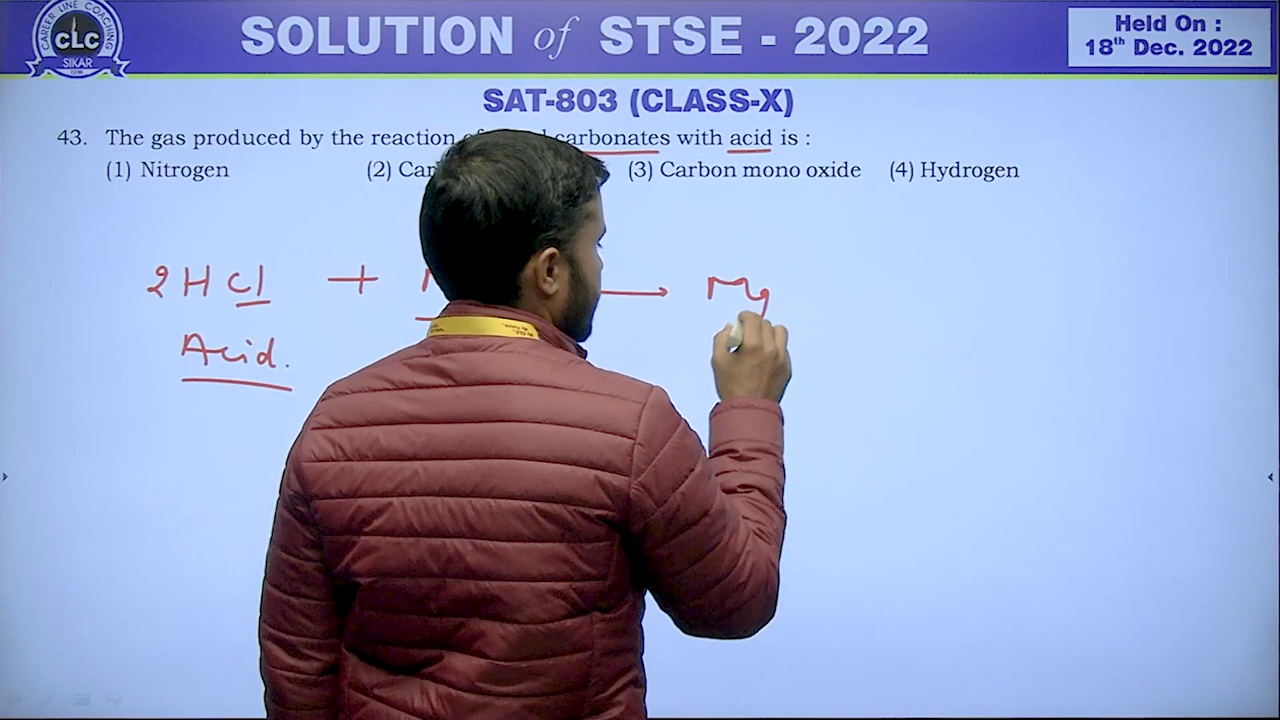 CAREER LINE COACHING
CLC
SIKAR
SOLUTION of STSE - 2022
Held On :
18th Dec. 2022
SAT-803 (CLASS-X)
43. The gas produced by the reaction carbonates with acid is :
(1) Nitrogen (2) Car (3) Carbon mono oxide (4) Hydrogen
2HCl + → Mg
Acid.